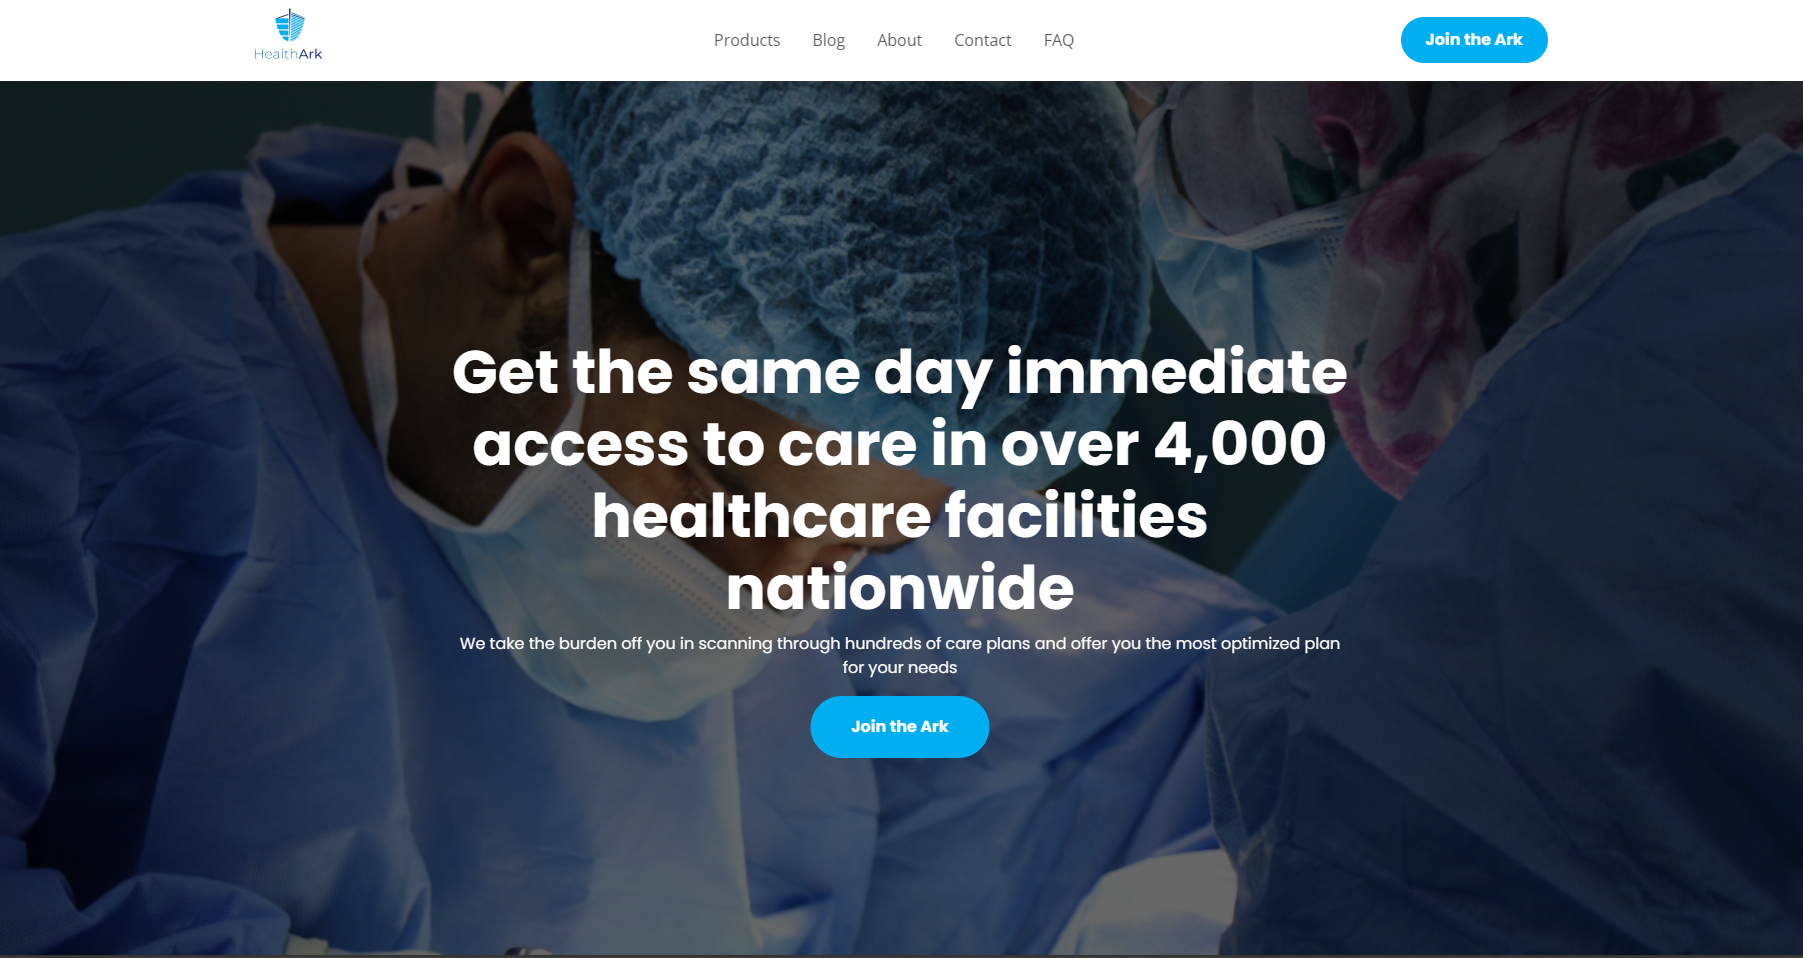 HealthArk
Products
Blog
About
Contact
FAQ
Join the Ark
Get the same day immediate
access to care in over 4,000
healthcare facilities
nationwide
We take the burden off you in scanning through hundreds of care plans and offer you the most optimized plan
for your needs
Join the Ark